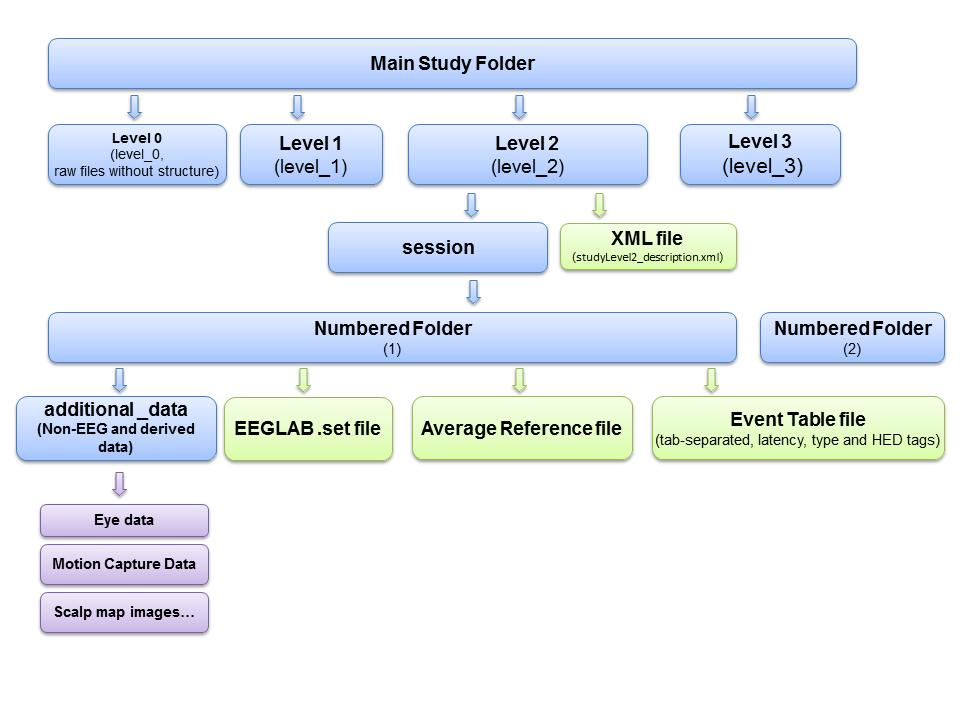 Main Study Folder
Level 0
(level_0,
raw files without structure)
Level 1
(level_1)
Level 2
(level_2)
Level 3
(level_3)
session
XML file
(studyLevel2_description.xml)
Numbered Folder
(1)
Numbered Folder
(2)
additional_data
(Non-EEG and derived
data)
EEGLAB .set file
Average Reference file
Event Table file
(tab-separated, latency, type and HED tags)
Eye data
Motion Capture Data
Scalp map images…